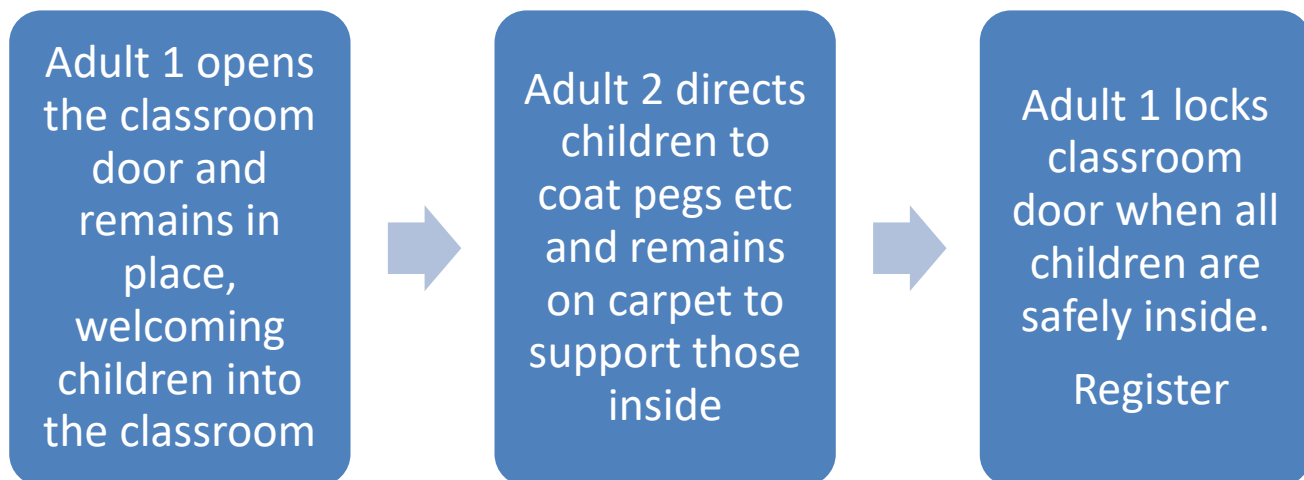 Adult 1 opens
the classroom
door and
remains in
place,
welcoming
children into
the classroom
Adult 2 directs
children to
coat pegs etc
and remains
on carpet to
support those
inside
Adult 1 locks
classroom
door when all
children are
safely inside.
Register